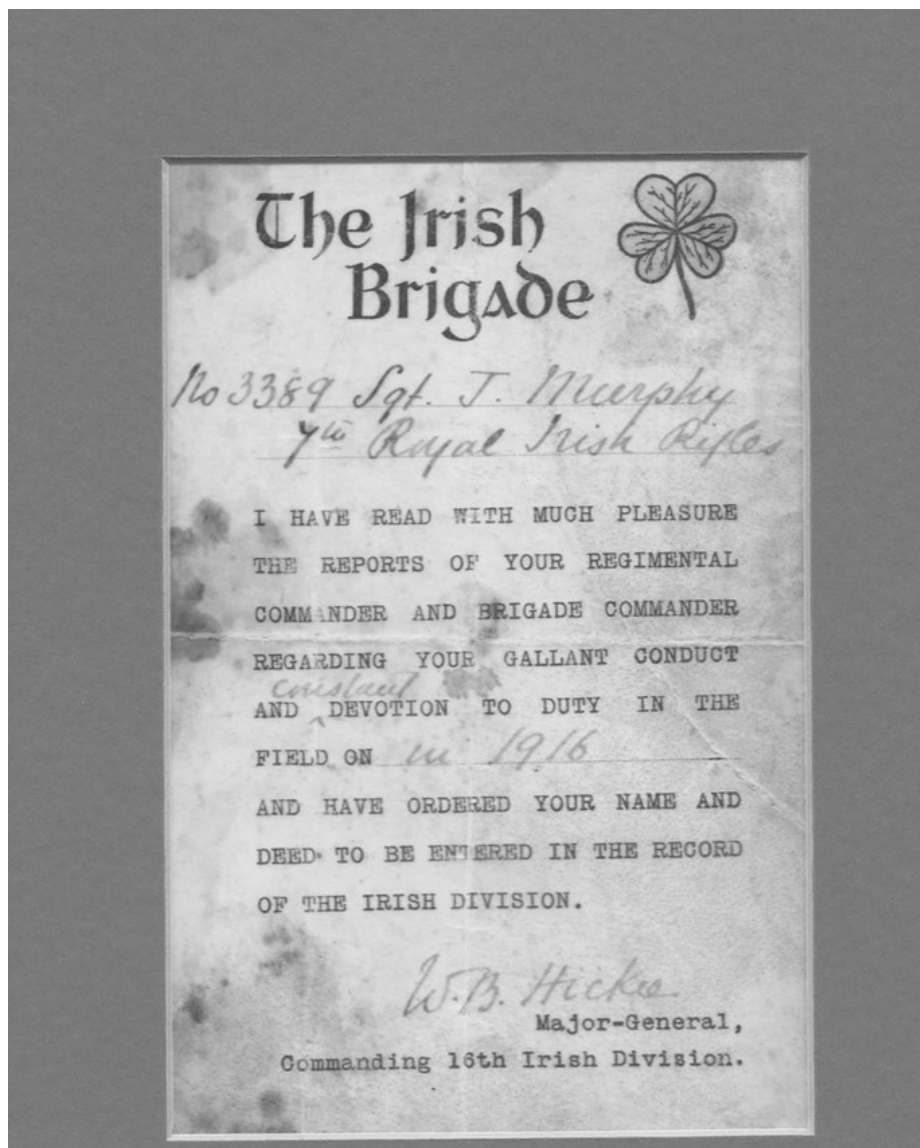 The Irish
Brigade
No 3389 Sgt. J. Murphy
7th Royal Irish Rifles
I HAVE READ WITH MUCH PLEASURE
THE REPORTS OF YOUR REGIMENTAL
COMMANDER AND BRIGADE COMMANDER
REGARDING YOUR GALLANT CONDUCT
constant
AND ^ DEVOTION TO DUTY IN THE
FIELD ON in 1916
AND HAVE ORDERED YOUR NAME AND
DEED TO BE ENTERED IN THE RECORD
OF THE IRISH DIVISION.
W.B. Hickie
Major-General,
Commanding 16th Irish Division.